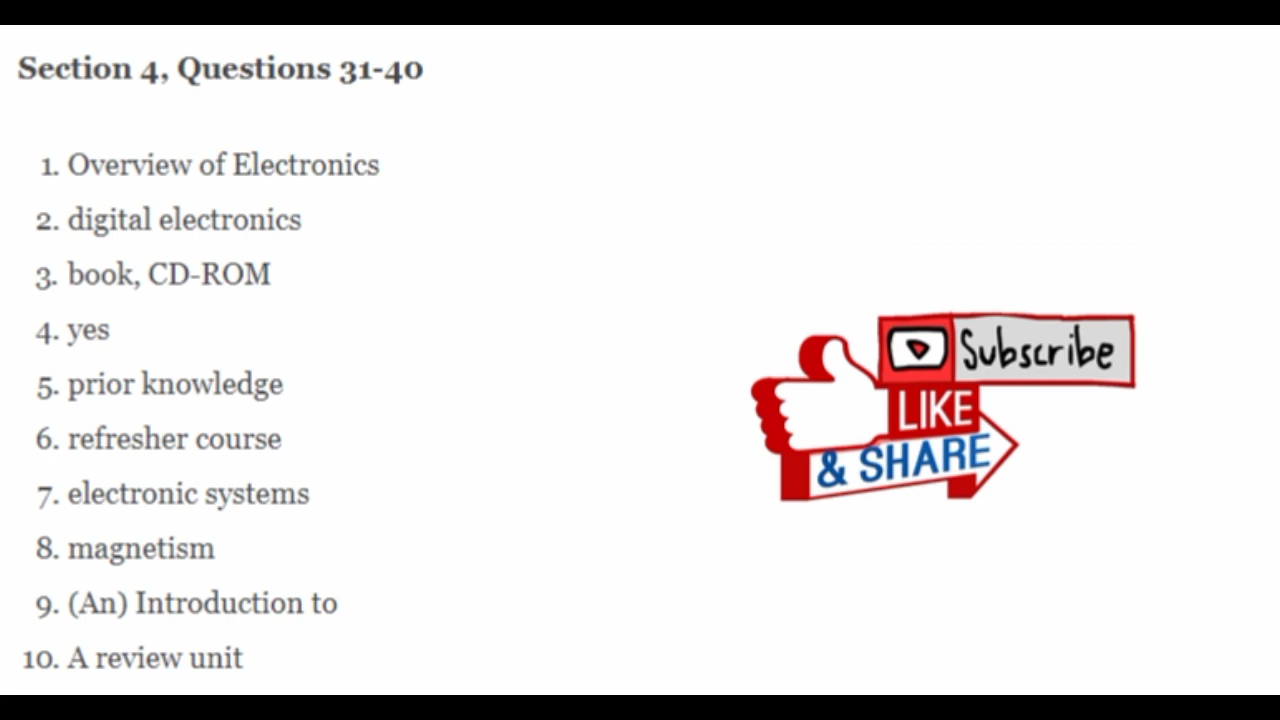 Section 4, Questions 31-40
1. Overview of Electronics
2. digital electronics
3. book, CD-ROM
4. yes
5. prior knowledge
6. refresher course
7. electronic systems
8. magnetism
9. (An) Introduction to
10. A review unit
Subscribe
LIKE
& SHARE